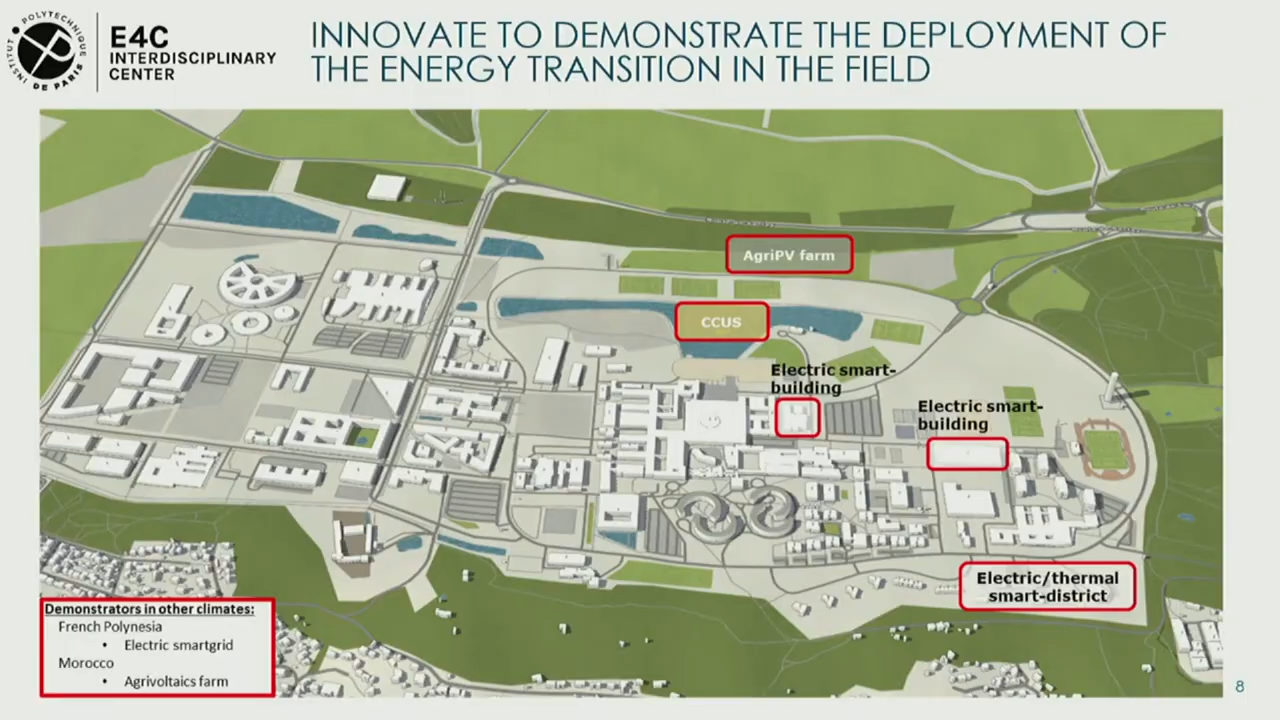 INSTITUT POLYTECHNIQUE DE PARIS
E4C
INTERDISCIPLINARY
CENTER
INNOVATE TO DEMONSTRATE THE DEPLOYMENT OF
THE ENERGY TRANSITION IN THE FIELD
AgriPV farm
CCUS
Electric smart-
building
Electric smart-
building
Electric/thermal
smart-district
Demonstrators in other climates:
French Polynesia
• Electric smartgrid
Morocco
• Agrivoltaics farm
8